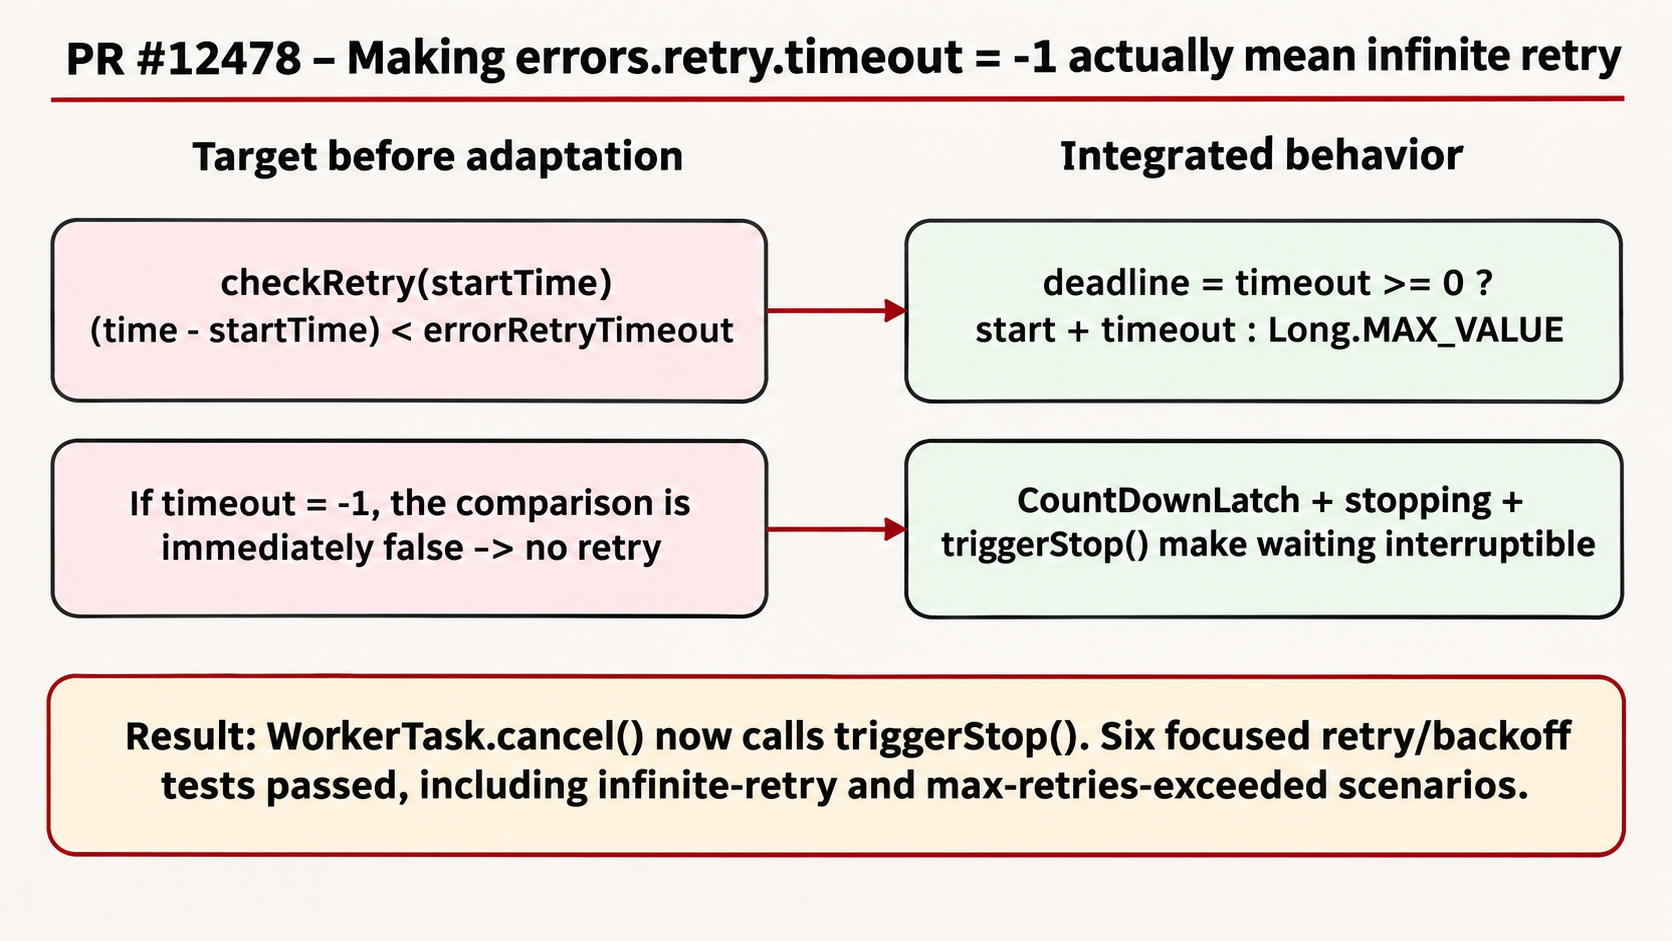 PR #12478 – Making errors.retry.timeout = -1 actually mean infinite retry
Target before adaptation
Integrated behavior
checkRetry(startTime)
(time - startTime) < errorRetryTimeout
deadline = timeout >= 0 ?
start + timeout : Long.MAX_VALUE
If timeout = -1, the comparison is
immediately false –> no retry
CountDownLatch + stopping +
triggerStop() make waiting interruptible
Result: WorkerTask.cancel() now calls triggerStop(). Six focused retry/backoff
tests passed, including infinite-retry and max-retries-exceeded scenarios.